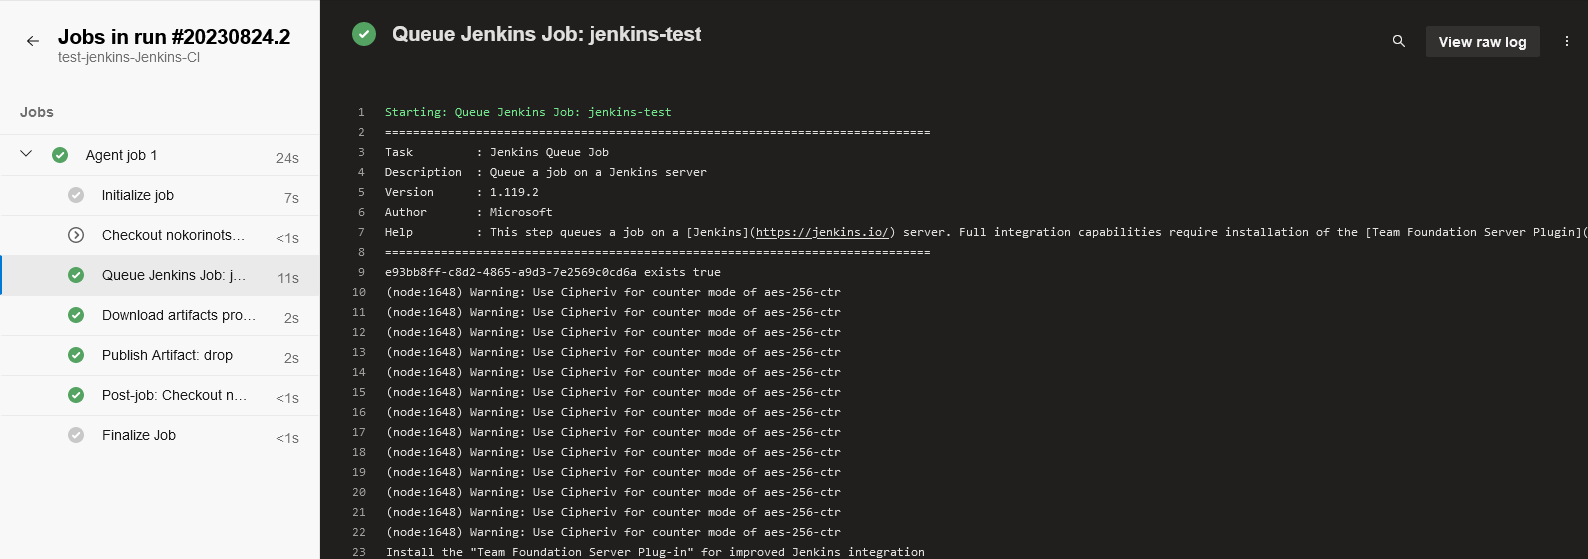 Jobs in run #20230824.2
test-jenkins-Jenkins-CI
Jobs
Agent job 1 24s
Initialize job 7s
Checkout nokorinots... <1s
Queue Jenkins Job: j... 11s
Download artifacts pro... 2s
Publish Artifact: drop 2s
Post-job: Checkout n... <1s
Finalize Job <1s
Queue Jenkins Job: jenkins-test
View raw log
1 Starting: Queue Jenkins Job: jenkins-test
2 ==============================================================================
3 Task : Jenkins Queue Job
4 Description : Queue a job on a Jenkins server
5 Version : 1.119.2
6 Author : Microsoft
7 Help : This step queues a job on a [Jenkins](https://jenkins.io/) server. Full integration capabilities require installation of the [Team Foundation Server Plugin](
8 ==============================================================================
9 e93bb8ff-c8d2-4865-a9d3-7e2569c0cd6a exists true
10 (node:1648) Warning: Use Cipheriv for counter mode of aes-256-ctr
11 (node:1648) Warning: Use Cipheriv for counter mode of aes-256-ctr
12 (node:1648) Warning: Use Cipheriv for counter mode of aes-256-ctr
13 (node:1648) Warning: Use Cipheriv for counter mode of aes-256-ctr
14 (node:1648) Warning: Use Cipheriv for counter mode of aes-256-ctr
15 (node:1648) Warning: Use Cipheriv for counter mode of aes-256-ctr
16 (node:1648) Warning: Use Cipheriv for counter mode of aes-256-ctr
17 (node:1648) Warning: Use Cipheriv for counter mode of aes-256-ctr
18 (node:1648) Warning: Use Cipheriv for counter mode of aes-256-ctr
19 (node:1648) Warning: Use Cipheriv for counter mode of aes-256-ctr
20 (node:1648) Warning: Use Cipheriv for counter mode of aes-256-ctr
21 (node:1648) Warning: Use Cipheriv for counter mode of aes-256-ctr
22 (node:1648) Warning: Use Cipheriv for counter mode of aes-256-ctr
23 Install the "Team Foundation Server Plug-in" for improved Jenkins integration